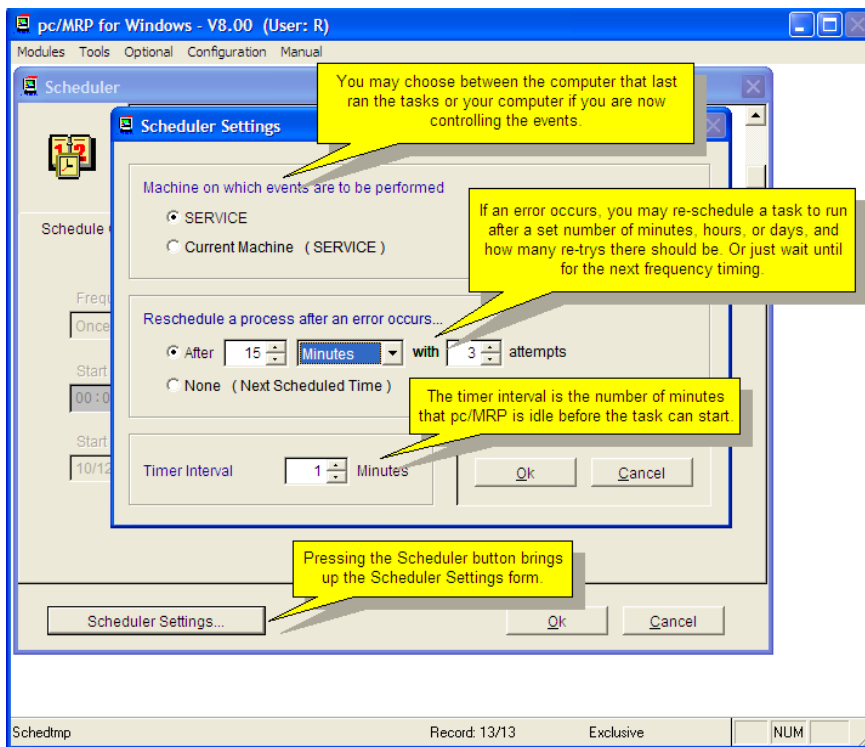 pc/MRP for Windows - V8.00 (User: R)
Modules Tools Optional Configuration Manual
Scheduler
You may choose between the computer that last
ran the tasks or your computer if you are now
controlling the events.
Scheduler Settings
Machine on which events are to be performed
SERVICE
Current Machine ( SERVICE )
If an error occurs, you may re-schedule a task to run
after a set number of minutes, hours, or days, and
how many re-trys there should be. Or just wait until
for the next frequency timing.
Schedule
Frequ
Once
Start
00:0
Start
10/12
Reschedule a process after an error occurs...
After 15 Minutes with 3 attempts
None ( Next Scheduled Time )
The timer interval is the number of minutes
that pc/MRP is idle before the task can start.
Timer Interval 1 Minutes
Ok Cancel
Pressing the Scheduler button brings
up the Scheduler Settings form.
Scheduler Settings...
Ok Cancel
Schedtmp Record: 13/13 Exclusive NUM